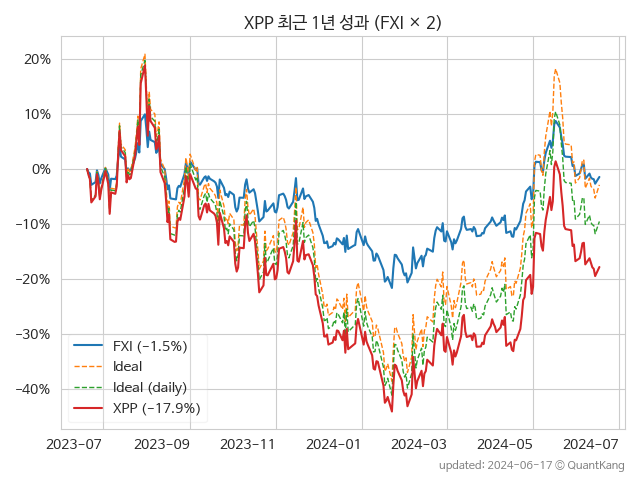 XPP 최근 1년 성과 (FXI × 2)
20%
10%
0%
−10%
−20%
−30%
−40%
FXI (−1.5%)
Ideal
Ideal (daily)
XPP (−17.9%)
2023-07 2023-09 2023-11 2024-01 2024-03 2024-05 2024-07
updated: 2024-06-17 © QuantKang